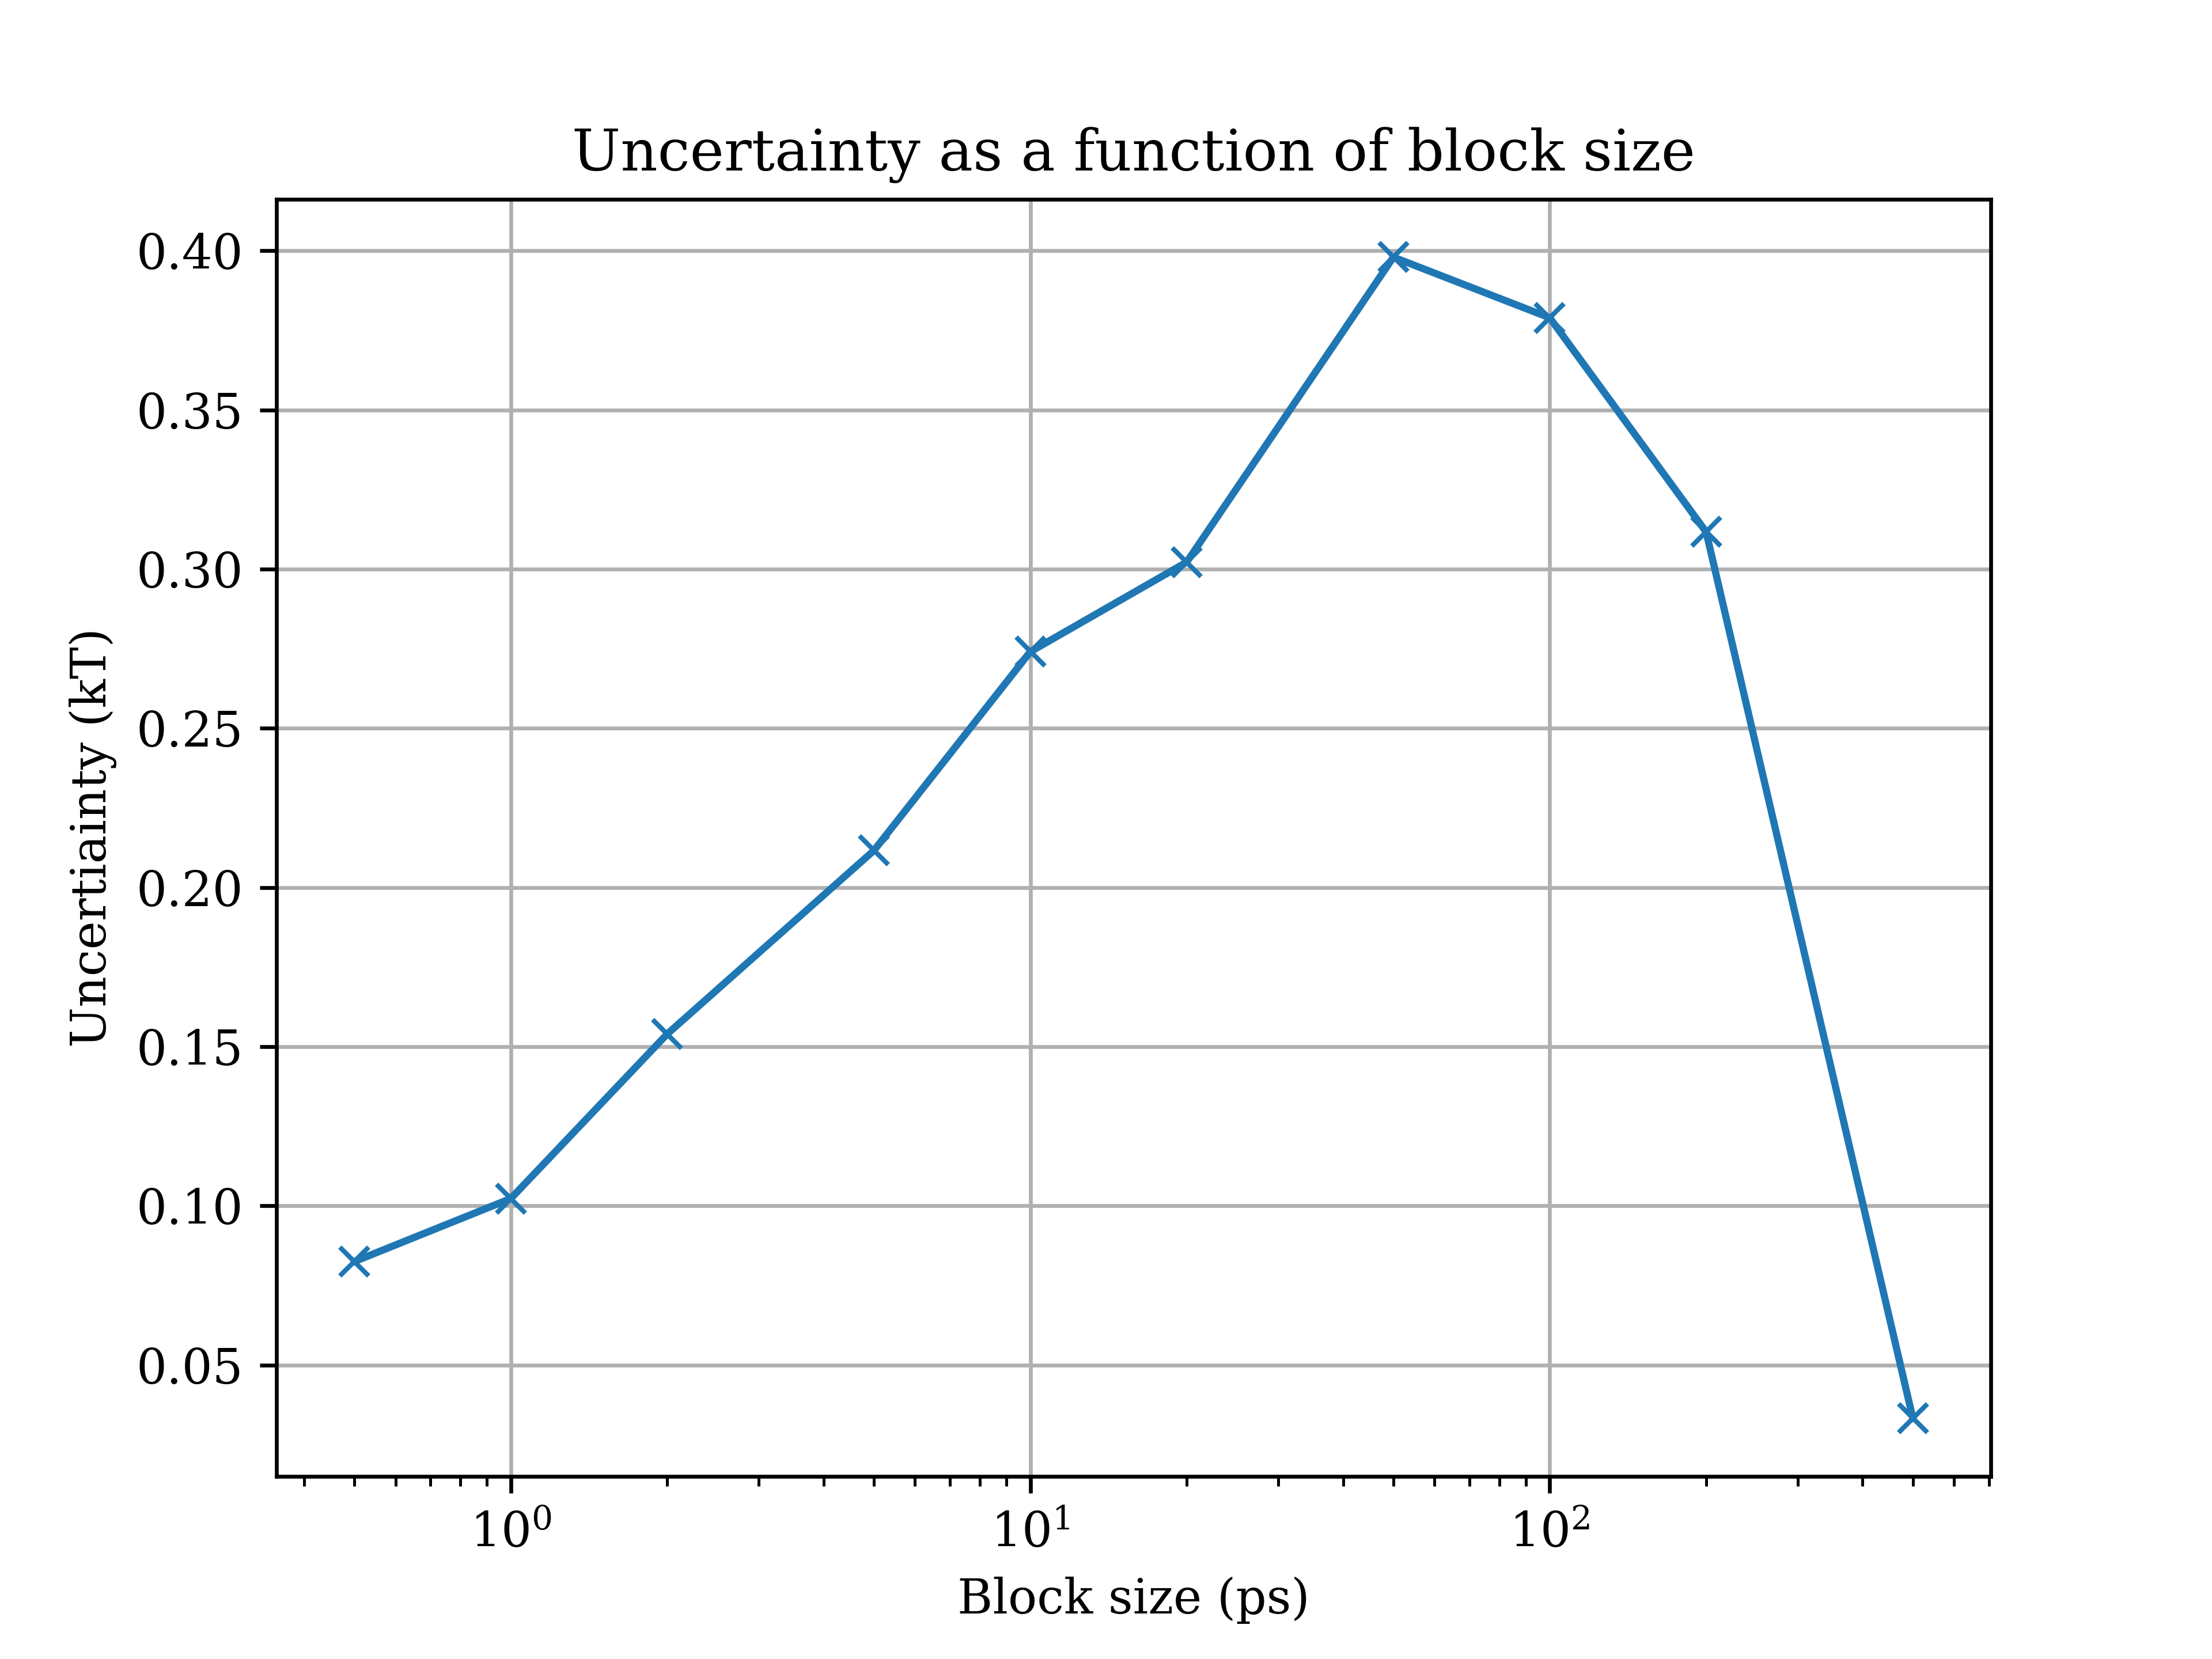 Uncertainty as a function of block size
0.40
0.35
0.30
0.25
0.20
0.15
0.10
0.05
Uncertiainty (kT)
10⁰ 10¹ 10²
Block size (ps)